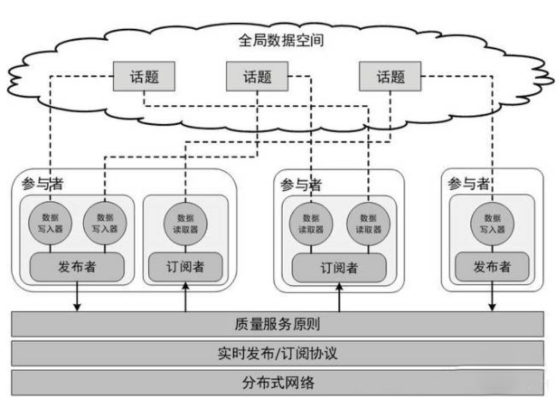 全局数据空间
话题
话题
话题
参与者
参与者
参与者
数据
写入器
数据
写入器
数据
读取器
数据
读取器
数据
读取器
数据
写入器
发布者
订阅者
订阅者
发布者
质量服务原则
实时发布/订阅协议
分布式网络